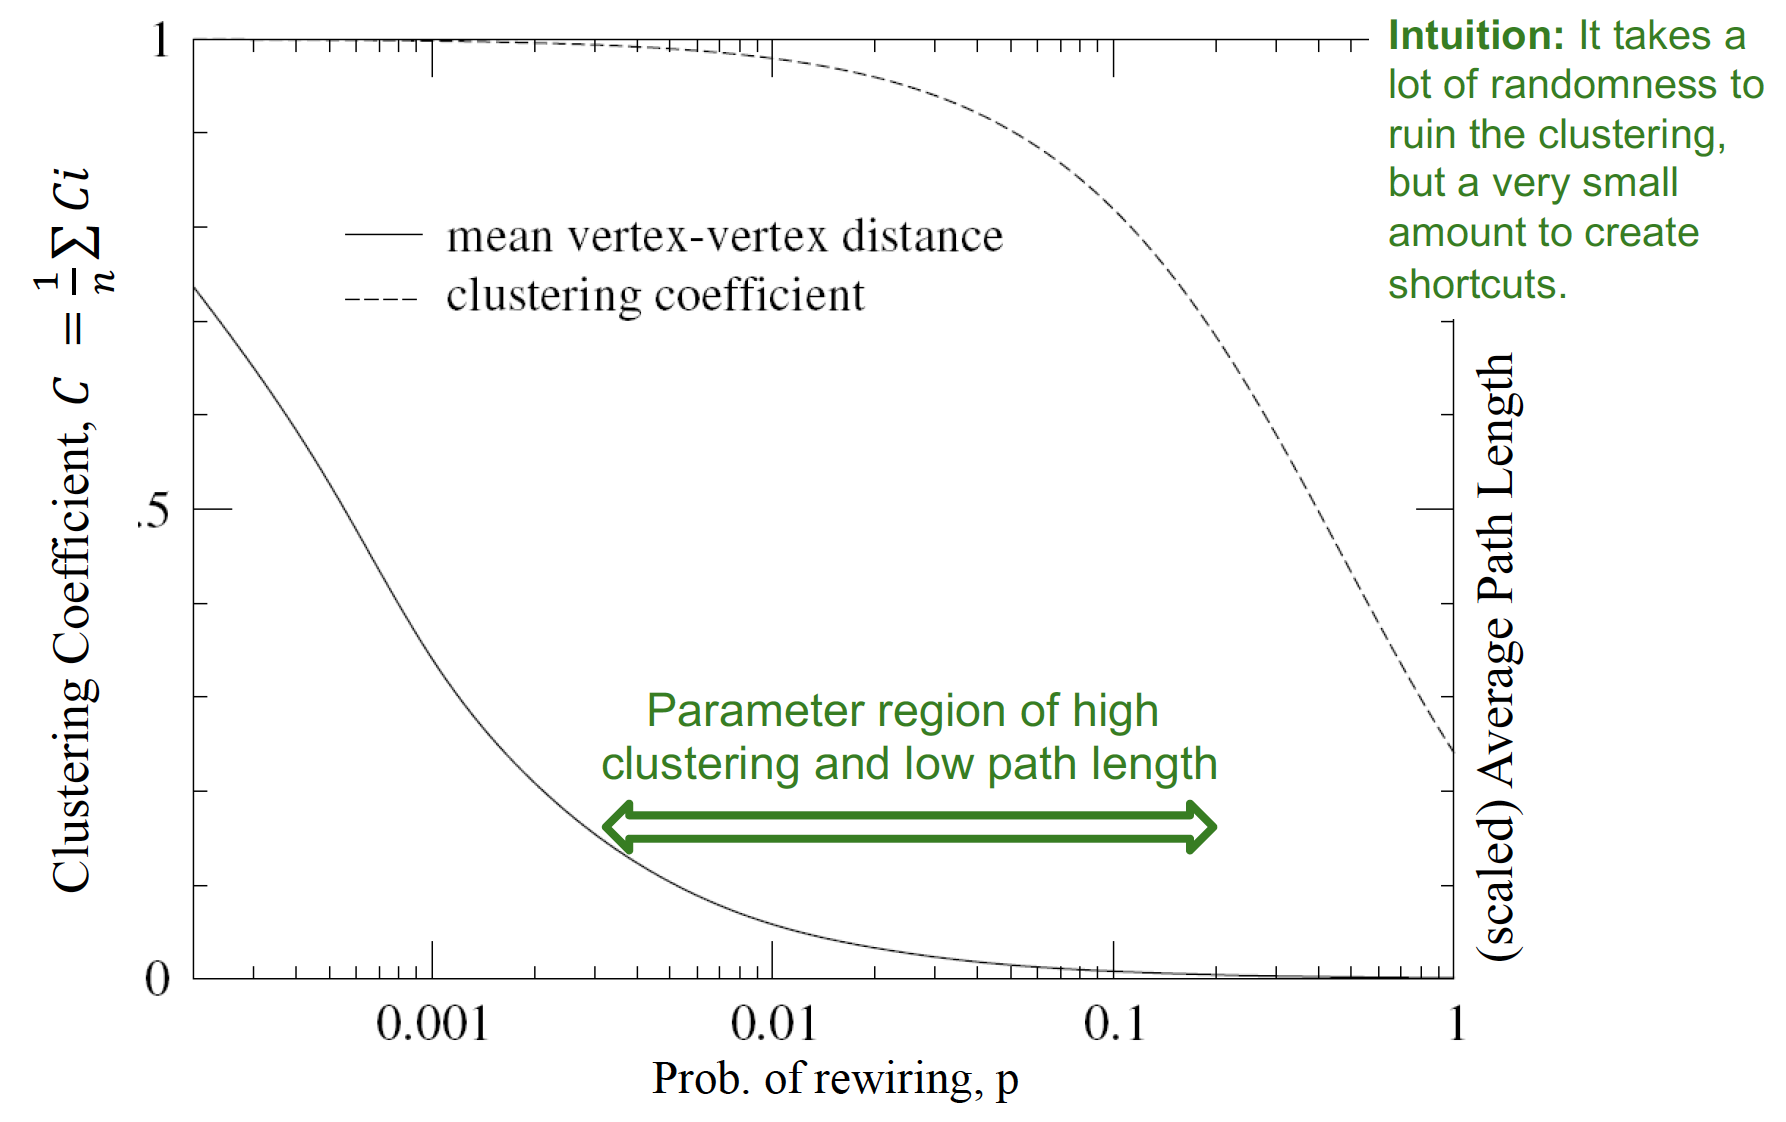 1
Intuition: It takes a
lot of randomness to
ruin the clustering,
but a very small
amount to create
shortcuts.
Clustering Coefficient, C = 1/n ∑ Ci
mean vertex-vertex distance
clustering coefficient
.5
(scaled) Average Path Length
Parameter region of high
clustering and low path length
0
0.001 0.01 0.1 1
Prob. of rewiring, p